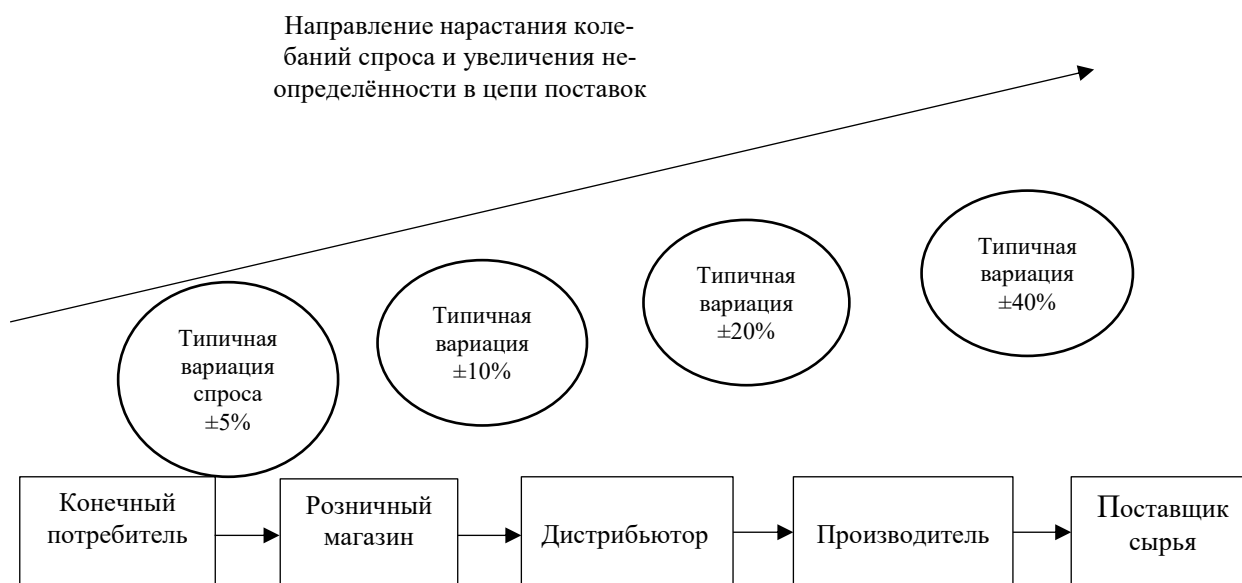 Направление нарастания коле-
баний спроса и увеличения не-
определённости в цепи поставок
Типичная
вариация
спроса
±5%
Типичная
вариация
±10%
Типичная
вариация
±20%
Типичная
вариация
±40%
Конечный
потребитель
Розничный
магазин
Дистрибьютор
Производитель
Поставщик
сырья